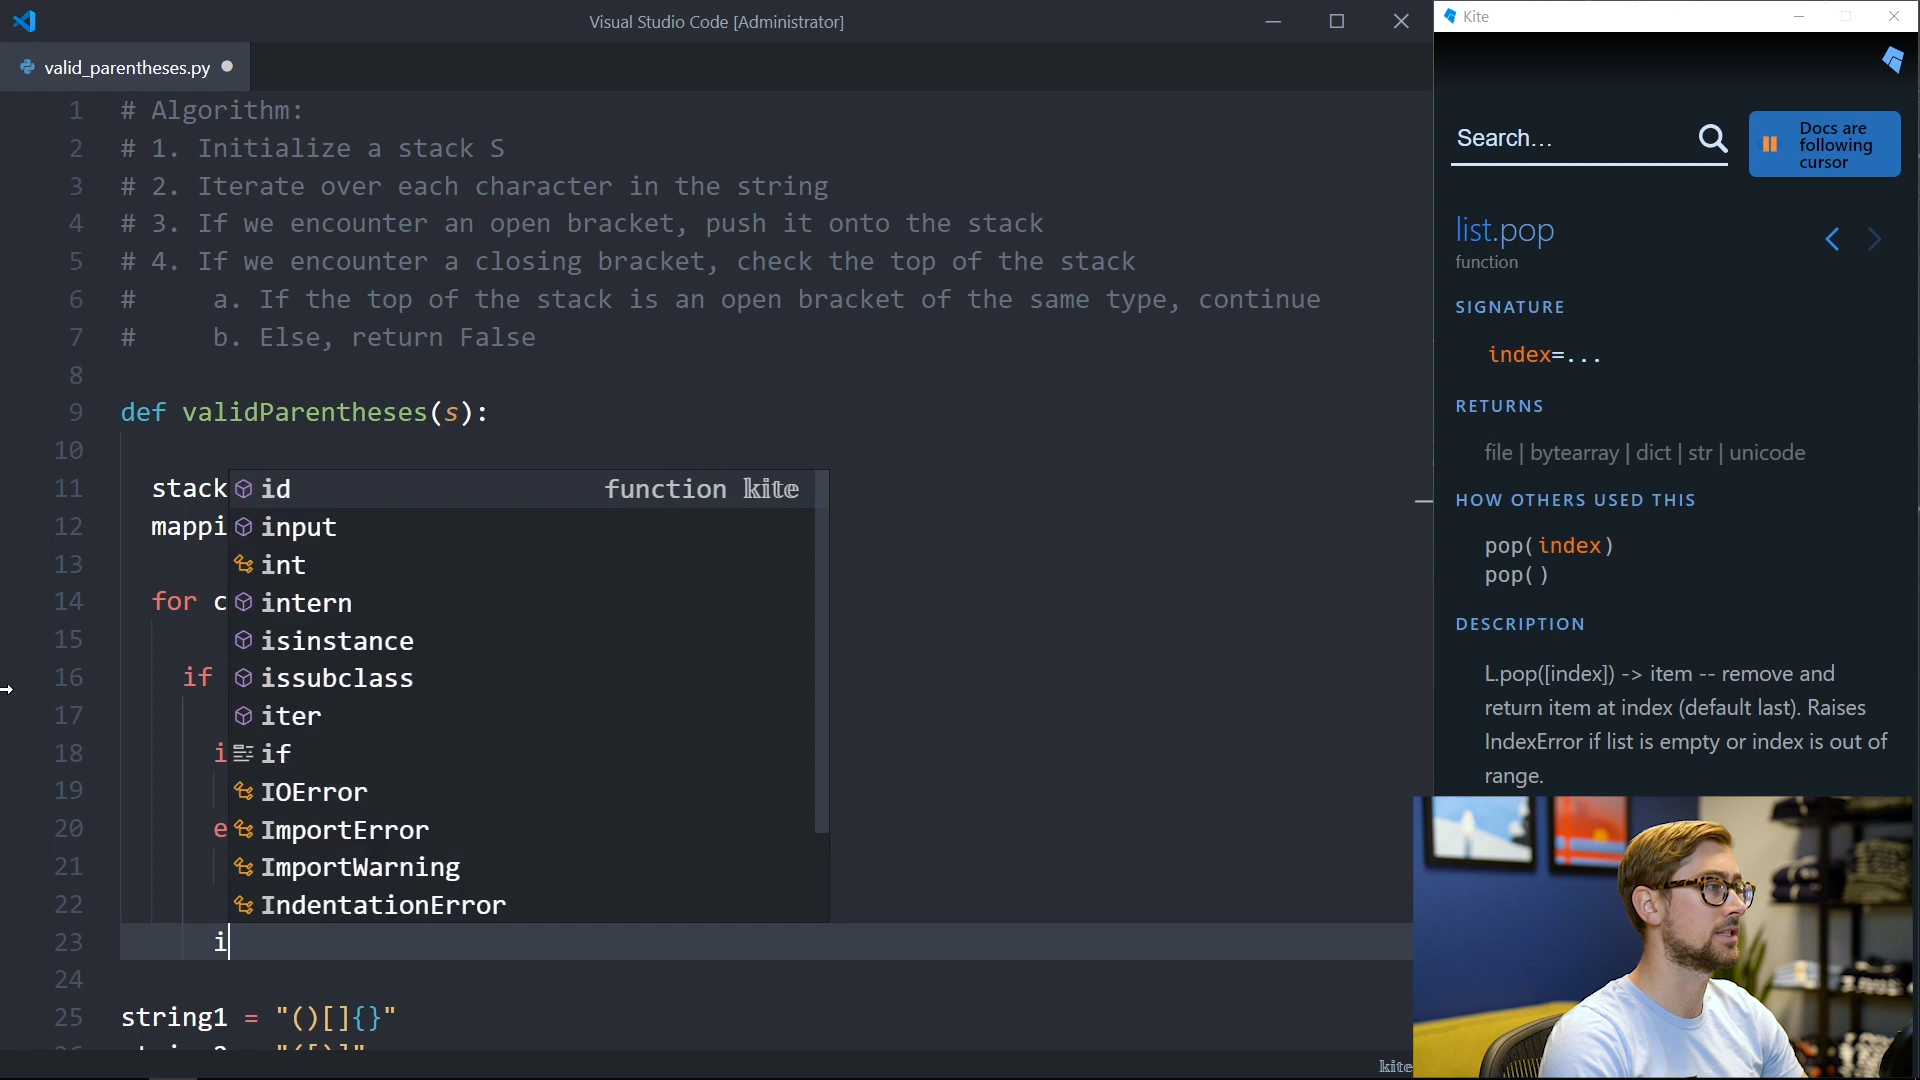 Visual Studio Code [Administrator]
valid_parentheses.py
1 # Algorithm:
2 # 1. Initialize a stack S
3 # 2. Iterate over each character in the string
4 # 3. If we encounter an open bracket, push it onto the stack
5 # 4. If we encounter a closing bracket, check the top of the stack
6 # a. If the top of the stack is an open bracket of the same type, continue
7 # b. Else, return False
8
9 def validParentheses(s):
10
11 stack id function kite
12 mappi input
13 int
14 for c intern
15 isinstance
16 if issubclass
17 iter
18 i if
19 IOError
20 e ImportError
21 ImportWarning
22 IndentationError
23 i
24
25 string1 = "()[]{}"
kite
Kite
Search...
Docs are
following
cursor
list.pop
function
SIGNATURE
index=...
RETURNS
file | bytearray | dict | str | unicode
HOW OTHERS USED THIS
pop(index)
pop()
DESCRIPTION
L.pop([index]) -> item -- remove and
return item at index (default last). Raises
IndexError if list is empty or index is out of
range.